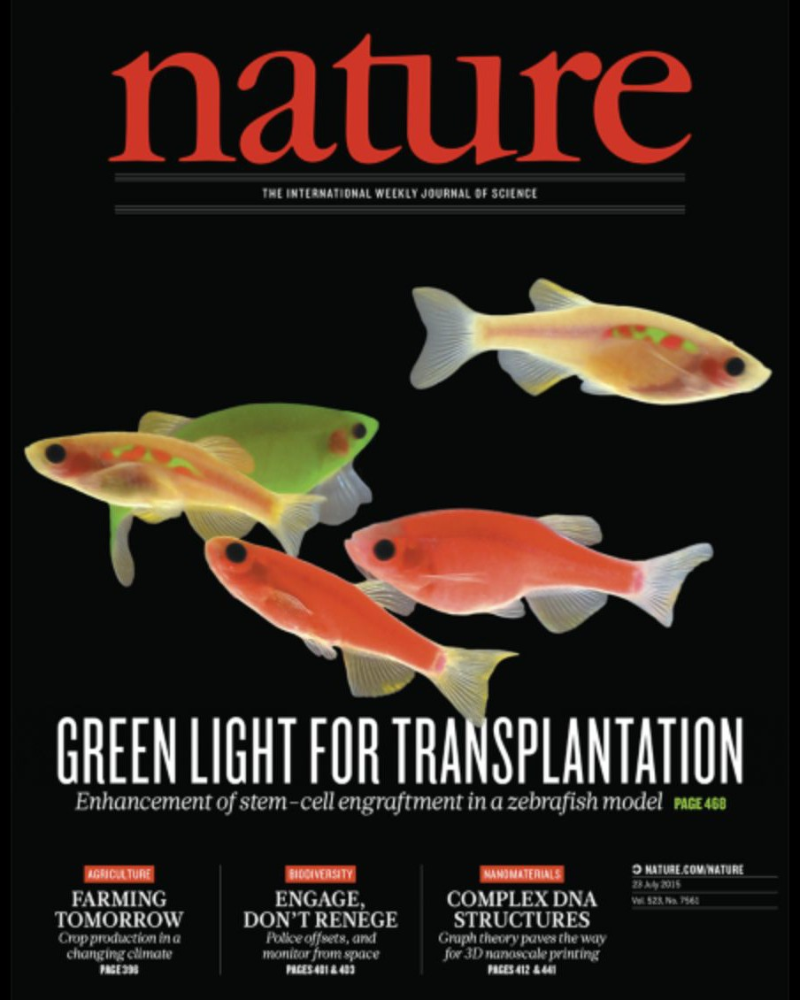 nature
THE INTERNATIONAL WEEKLY JOURNAL OF SCIENCE
GREEN LIGHT FOR TRANSPLANTATION
Enhancement of stem-cell engraftment in a zebrafish model PAGE 468
AGRICULTURE
FARMING
TOMORROW
Crop production in a
changing climate
PAGE 396
BIODIVERSITY
ENGAGE,
DON'T RENEGE
Police offsets, and
monitor from space
PAGES 401 & 403
NANOMATERIALS
COMPLEX DNA
STRUCTURES
Graph theory paves the way
for 3D nanoscale printing
PAGES 412 & 441
NATURE.COM/NATURE
23 July 2015
Vol. 523, No. 7561